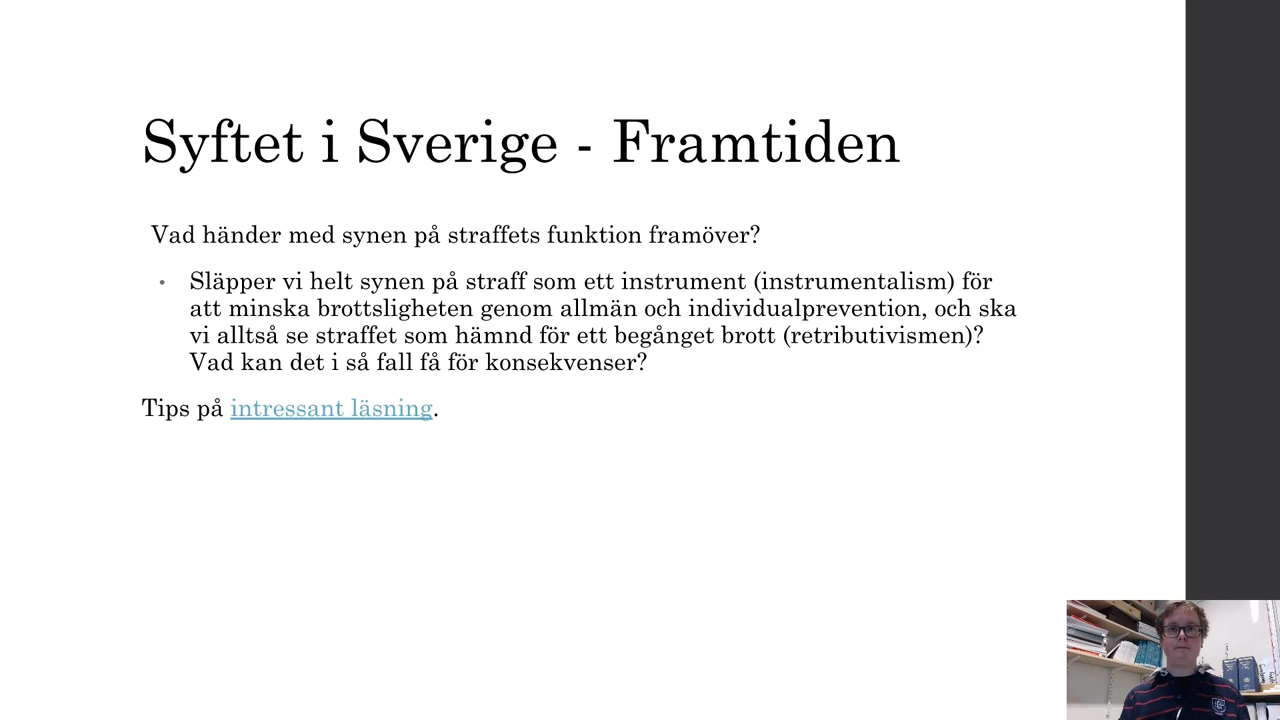 Syftet i Sverige - Framtiden
Vad händer med synen på straffets funktion framöver?
• Släpper vi helt synen på straff som ett instrument (instrumentalism) för
att minska brottsligheten genom allmän och individualprevention, och ska
vi alltså se straffet som hämnd för ett begånget brott (retributivismen)?
Vad kan det i så fall få för konsekvenser?
Tips på intressant läsning.